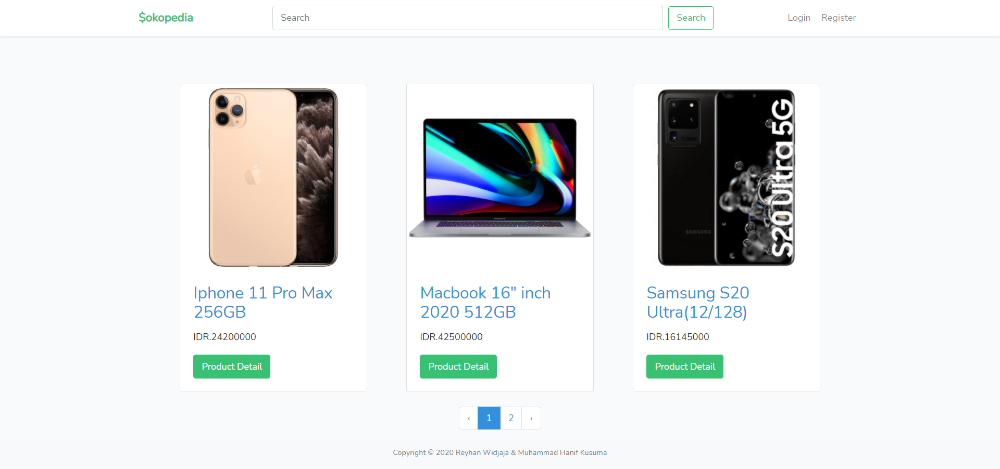 $okopedia
Search
Search
Login
Register
S20 Ultra 5G
SAMSUNG
Iphone 11 Pro Max
256GB
IDR.24200000
Product Detail
Macbook 16" inch
2020 512GB
IDR.42500000
Product Detail
Samsung S20
Ultra(12/128)
IDR.16145000
Product Detail
‹ 1 2 ›
Copyright © 2020 Reyhan Widjaja & Muhammad Hanif Kusuma